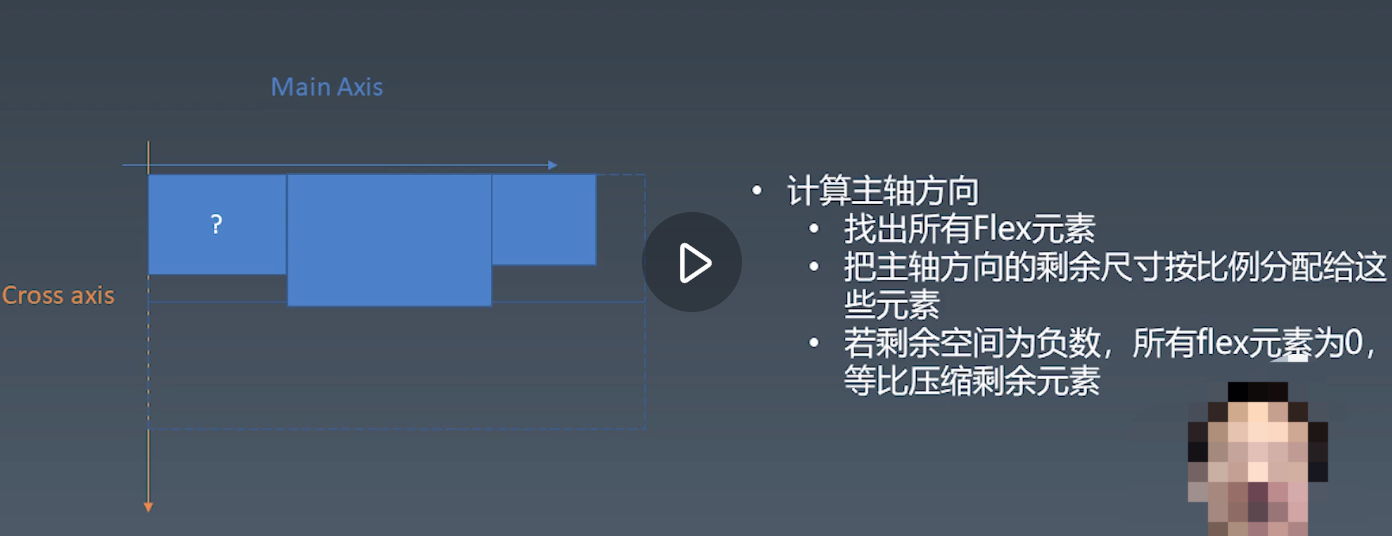 Main Axis
?
Cross axis
• 计算主轴方向
• 找出所有Flex元素
• 把主轴方向的剩余尺寸按比例分配给这
些元素
• 若剩余空间为负数，所有flex元素为0，
等比压缩剩余元素